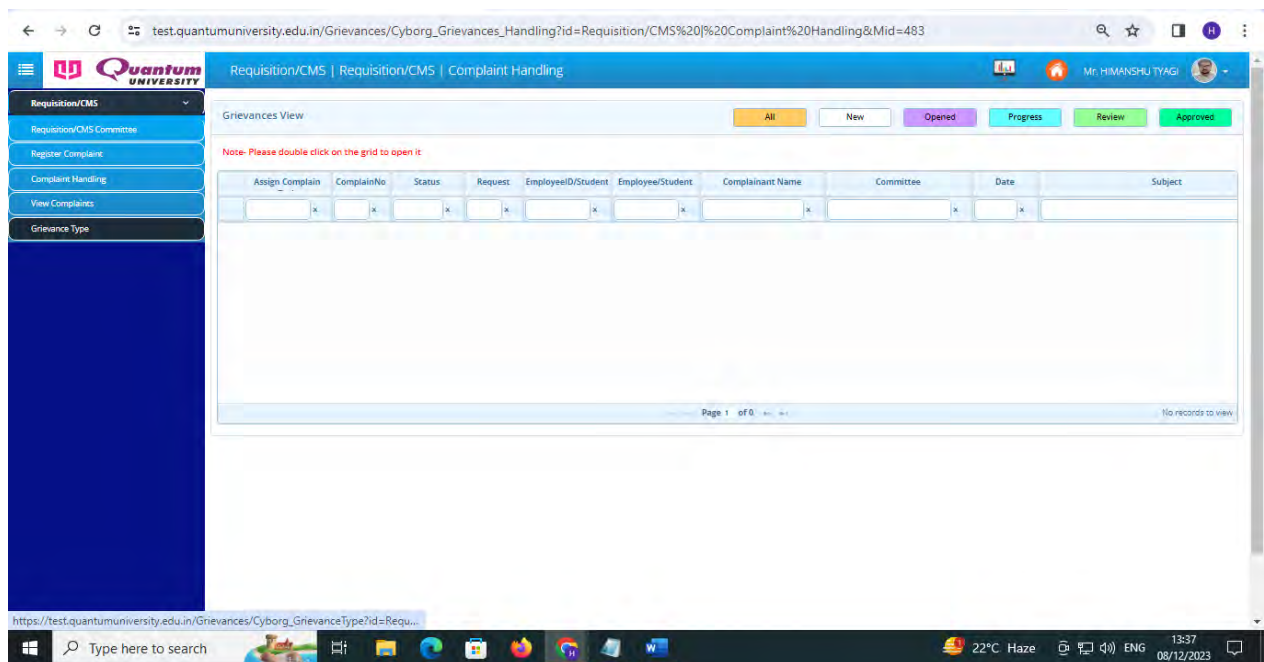 test.quantumuniversity.edu.in/Grievances/Cyborg_Grievances_Handling?id=Requisition/CMS%20|%20Complaint%20Handling&Mid=483
H
Quantum
UNIVERSITY
Requisition/CMS | Requisition/CMS | Complaint Handling
Mr. HIMANSHU TYAGI
Requisition/CMS
Requisition/CMS Committee
Register Complaint
Complaint Handling
View Complaints
Grievance Type
Grievances View
All New Opened Progress Review Approved
Note- Please double click on the grid to open it
Assign Complain ComplainNo Status Request EmployeeID/Student Employee/Student Complainant Name Committee Date Subject
x x x x x x x x x
Page 1 of 0
No records to view
https://test.quantumuniversity.edu.in/Grievances/Cyborg_GrievanceType?id=Requ...
Type here to search
22°C Haze
ENG
13:37
08/12/2023